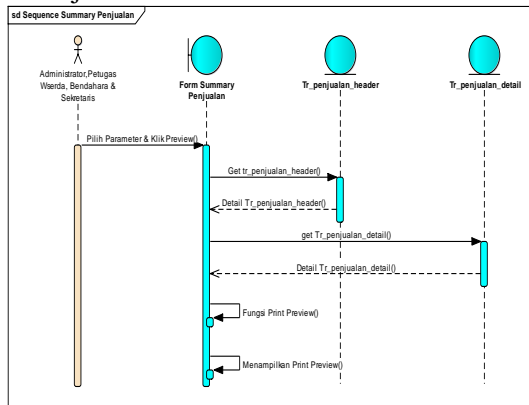 sd Sequence Summary Penjualan
Administrator,Petugas
Wserda, Bendahara &
Sekretaris
Form Summary
Penjualan
Tr_penjualan_header
Tr_penjualan_detail
Pilih Parameter & Klik Preview()
Get tr_penjualan_header()
Detail Tr_penjualan_header()
get Tr_penjualan_detail()
Detail Tr_penjualan_detail()
Fungsi Print Preview()
Menampilkan Print Preview()